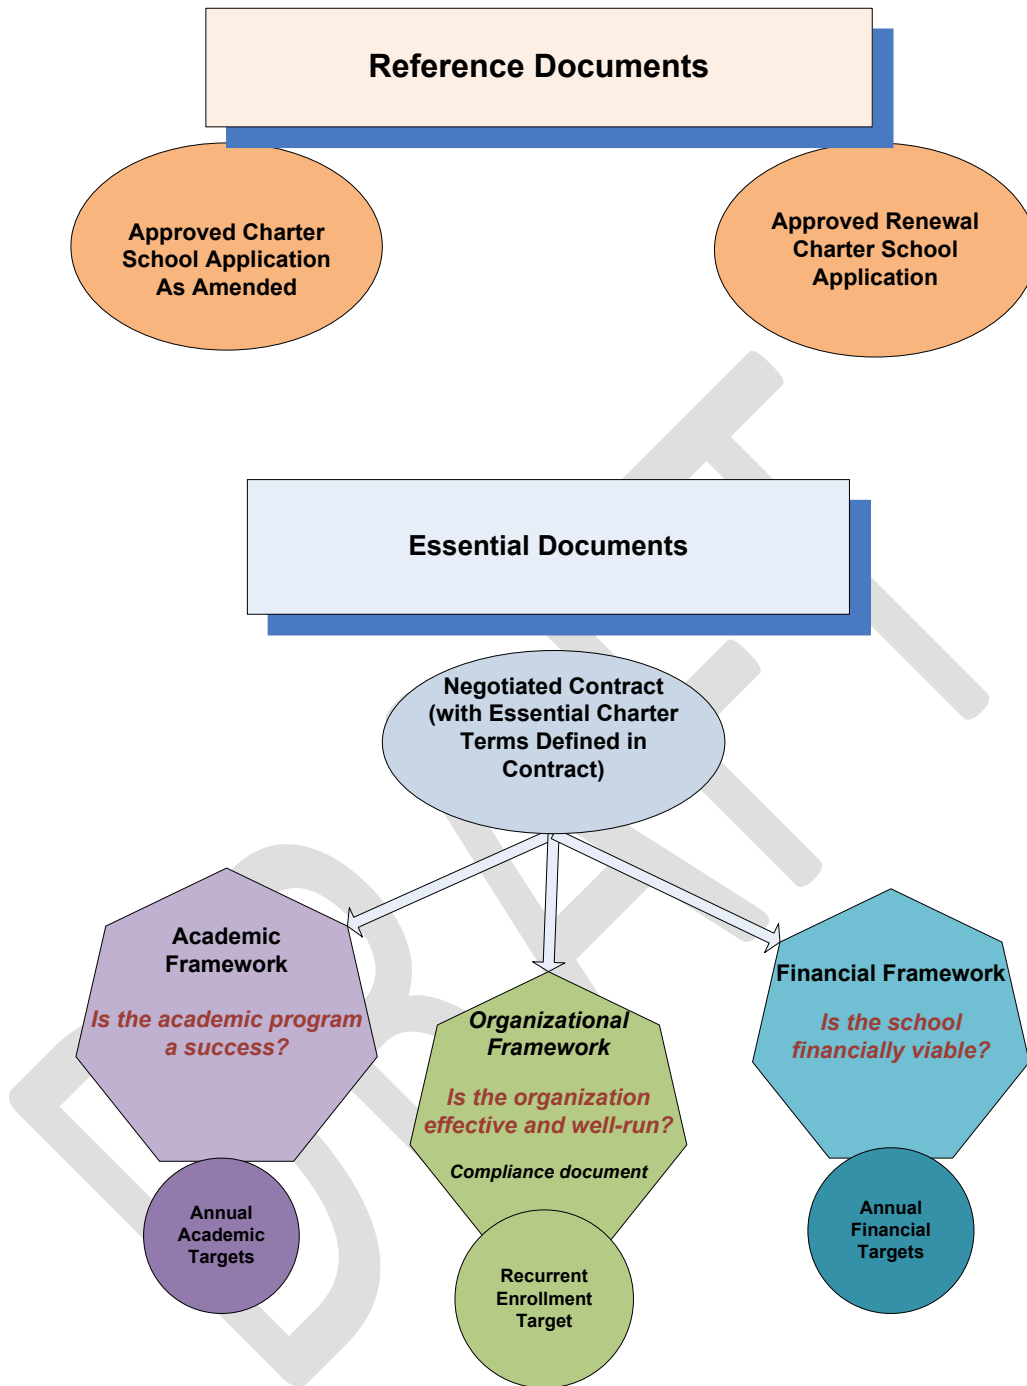 Reference Documents
Approved Charter
School Application
As Amended
Approved Renewal
Charter School
Application
Essential Documents
Negotiated Contract
(with Essential Charter
Terms Defined in
Contract)
Academic
Framework
Is the academic program
a success?
Organizational
Framework
Is the organization
effective and well-run?
Compliance document
Financial Framework
Is the school
financially viable?
Annual
Academic
Targets
Recurrent
Enrollment
Target
Annual
Financial
Targets
DRAFT